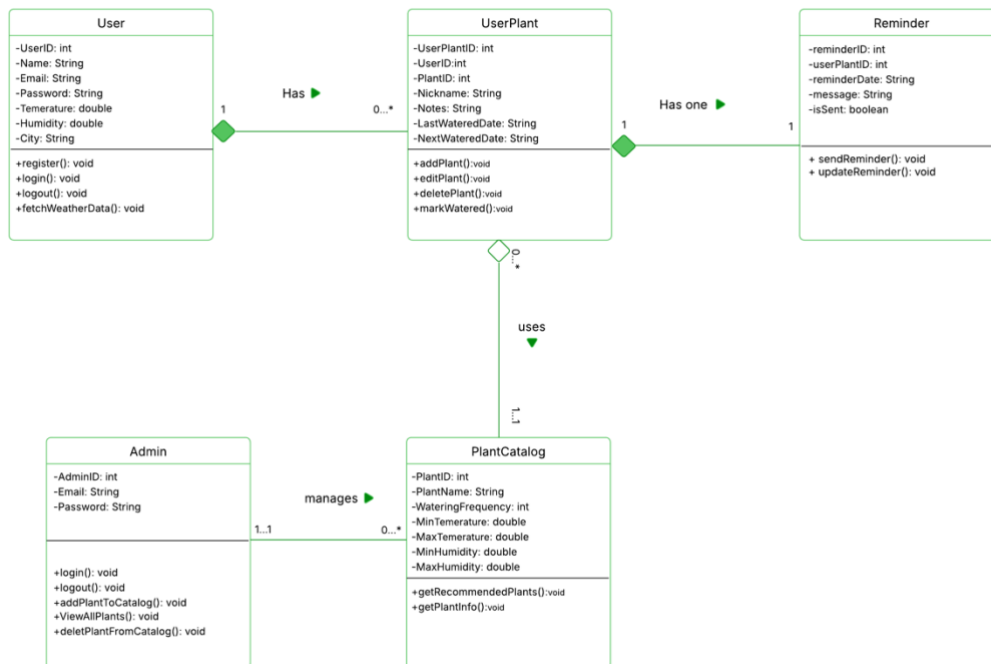 User
-UserID: int
-Name: String
-Email: String
-Password: String
-Temerature: double
-Humidity: double
-City: String
+register(): void
+login(): void
+logout(): void
+fetchWeatherData(): void
Has
1
0...*
UserPlant
-UserPlantID: int
-UserID:int
-PlantID: int
-Nickname: String
-Notes: String
-LastWateredDate: String
-NextWateredDate: String
+addPlant():void
+editPlant():void
+deletePlant():void
+markWatered():void
Has one
1
1
Reminder
-reminderID: int
-userPlantID: int
-reminderDate: String
-message: String
-isSent: boolean
+ sendReminder(): void
+ updateReminder(): void
0...*
uses
1...1
Admin
-AdminID: int
-Email: String
-Password: String
+login(): void
+logout(): void
+addPlantToCatalog(): void
+ViewAllPlants(): void
+deletPlantFromCatalog(): void
manages
1...1
0...*
PlantCatalog
-PlantID: int
-PlantName: String
-WateringFrequency: int
-MinTemerature: double
-MaxTemerature: double
-MinHumidity: double
-MaxHumidity: double
+getRecommendedPlants():void
+getPlantInfo():void